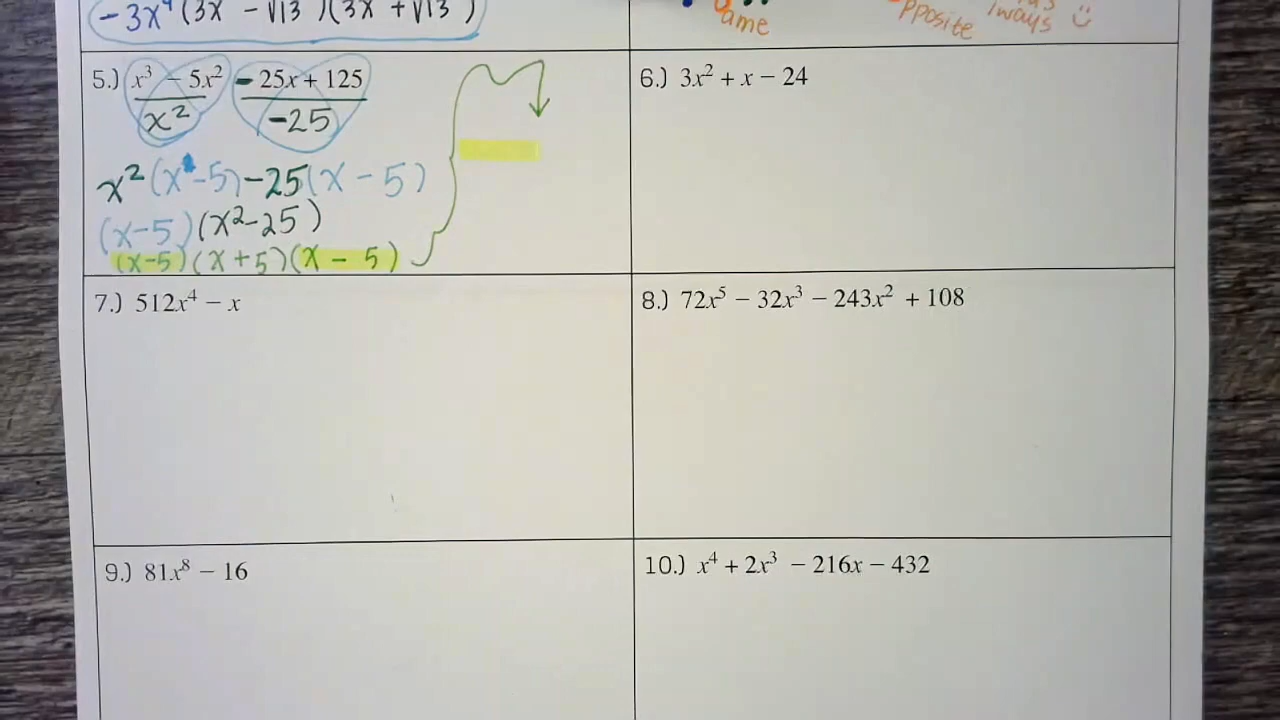 -3x⁴(3x - √13)(3x + √13)
ame
pposite
lways
5.) x³ - 5x² - 25x + 125
x² -25
x²(x-5)-25(x - 5)
(x-5)(x²-25)
(x-5)(x+5)(x - 5)
6.) 3x² + x - 24
7.) 512x⁴ - x
8.) 72x⁵ - 32x³ - 243x² + 108
9.) 81x⁸ - 16
10.) x⁴ + 2x³ - 216x - 432